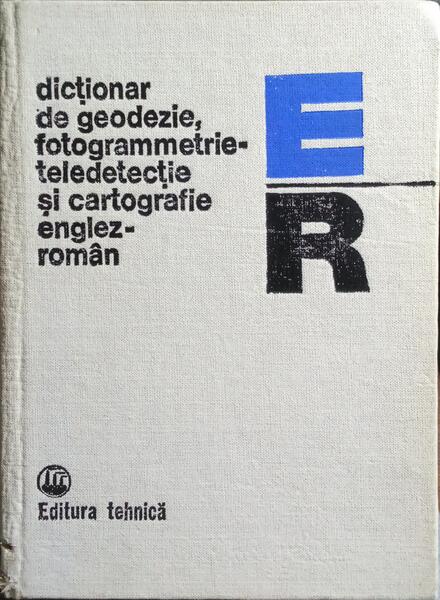 dicționar
de geodezie,
fotogrammetrie-
teledetecție
și cartografie
englez-
român
E
R
Editura tehnică